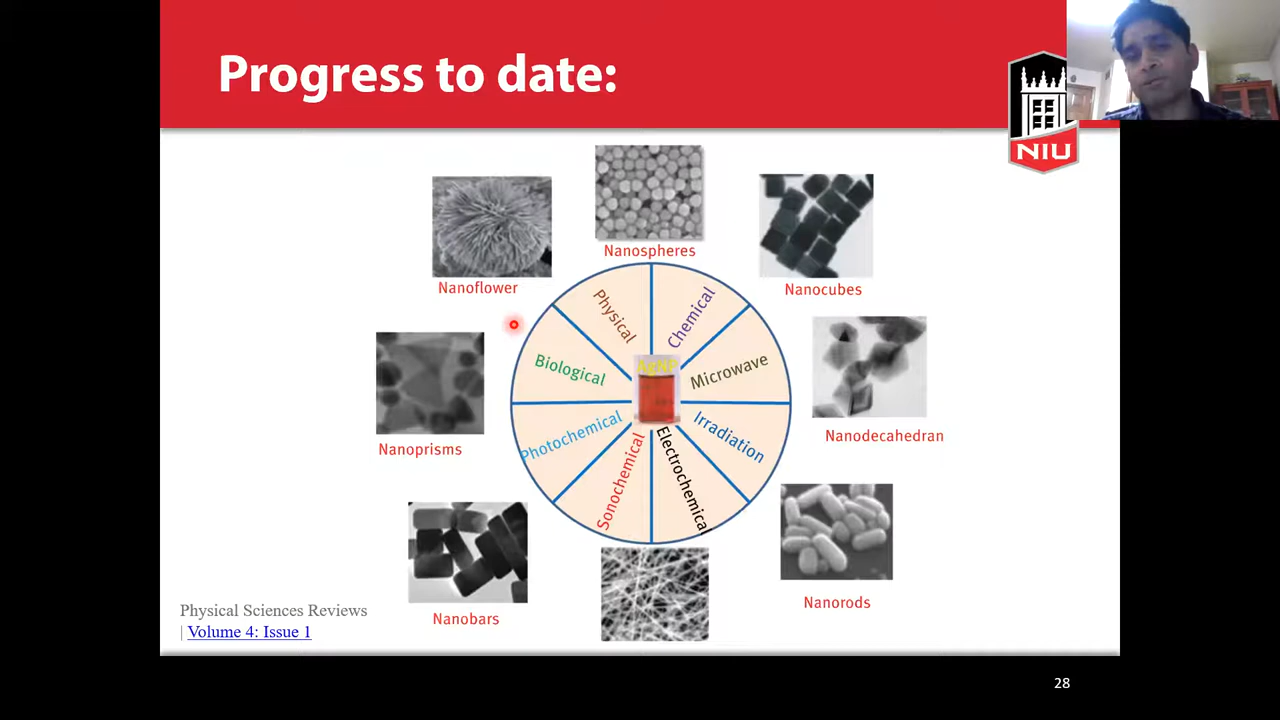 Progress to date:
NIU
Nanospheres
Nanoflower
Nanocubes
Physical
Chemical
Biological
AgNP
Microwave
Nanoprisms
Photochemical
Irradiation
Nanodecahedran
Sonochemical
Electrochemical
Nanorods
Nanobars
Physical Sciences Reviews
| Volume 4: Issue 1
28